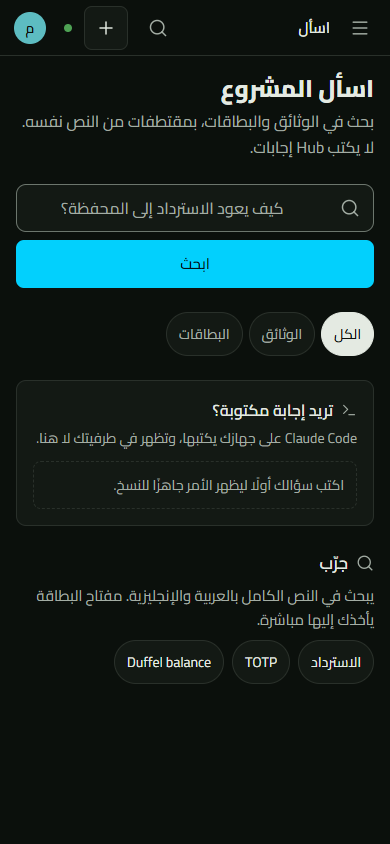 اسأل
م
اسأل المشروع
بحث في الوثائق والبطاقات، بمقتطفات من النص نفسه.
لا يكتب Hub إجابات.
كيف يعود الاسترداد إلى المحفظة؟
ابحث
الكل
الوثائق
البطاقات
تريد إجابة مكتوبة؟
Claude Code على جهازك يكتبها، وتظهر في طرفيتك لا هنا.
اكتب سؤالك أولًا ليظهر الأمر جاهزًا للنسخ.
جرّب
يبحث في النص الكامل بالعربية والإنجليزية. مفتاح البطاقة
يأخذك إليها مباشرة.
الاسترداد
TOTP
Duffel balance